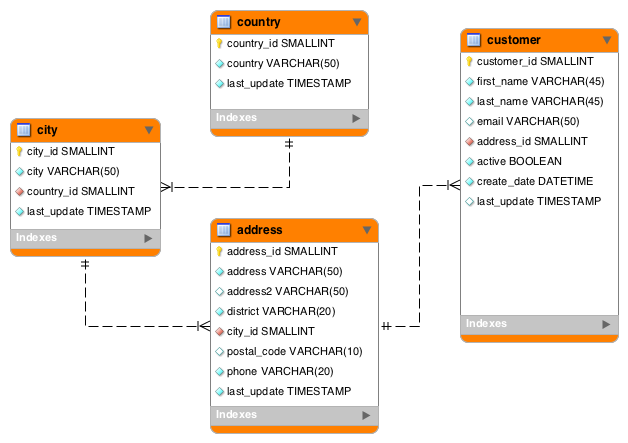 country
country_id SMALLINT
country VARCHAR(50)
last_update TIMESTAMP
Indexes
customer
customer_id SMALLINT
first_name VARCHAR(45)
last_name VARCHAR(45)
email VARCHAR(50)
address_id SMALLINT
active BOOLEAN
create_date DATETIME
last_update TIMESTAMP
Indexes
city
city_id SMALLINT
city VARCHAR(50)
country_id SMALLINT
last_update TIMESTAMP
Indexes
address
address_id SMALLINT
address VARCHAR(50)
address2 VARCHAR(50)
district VARCHAR(20)
city_id SMALLINT
postal_code VARCHAR(10)
phone VARCHAR(20)
last_update TIMESTAMP
Indexes